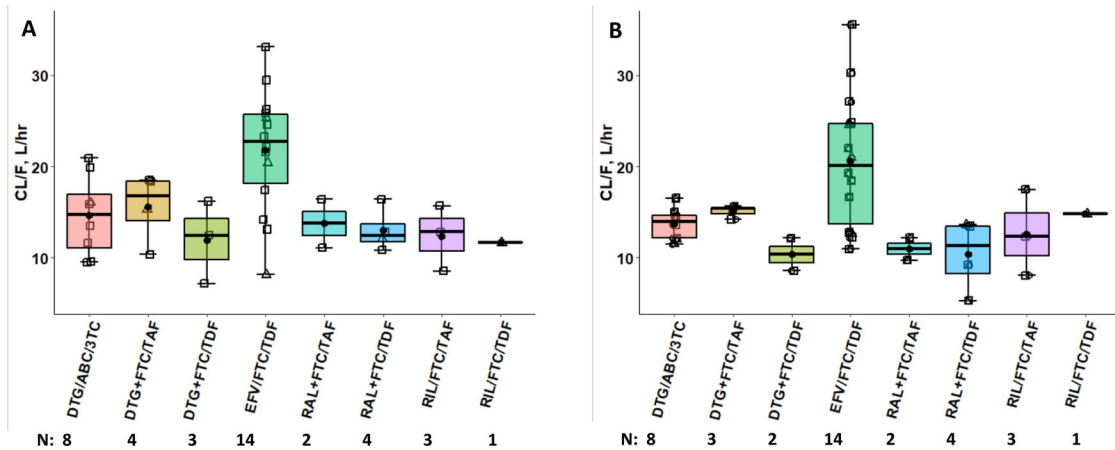 A
CL/F, L/hr
30
20
10
DTG/ABC/3TC
DTG+FTC/TAF
DTG+FTC/TDF
EFV/FTC/TDF
RAL+FTC/TAF
RAL+FTC/TDF
RIL/FTC/TAF
RIL/FTC/TDF
N: 8 4 3 14 2 4 3 1
B
CL/F, L/hr
30
20
10
DTG/ABC/3TC
DTG+FTC/TAF
DTG+FTC/TDF
EFV/FTC/TDF
RAL+FTC/TAF
RAL+FTC/TDF
RIL/FTC/TAF
RIL/FTC/TDF
N: 8 3 2 14 2 4 3 1